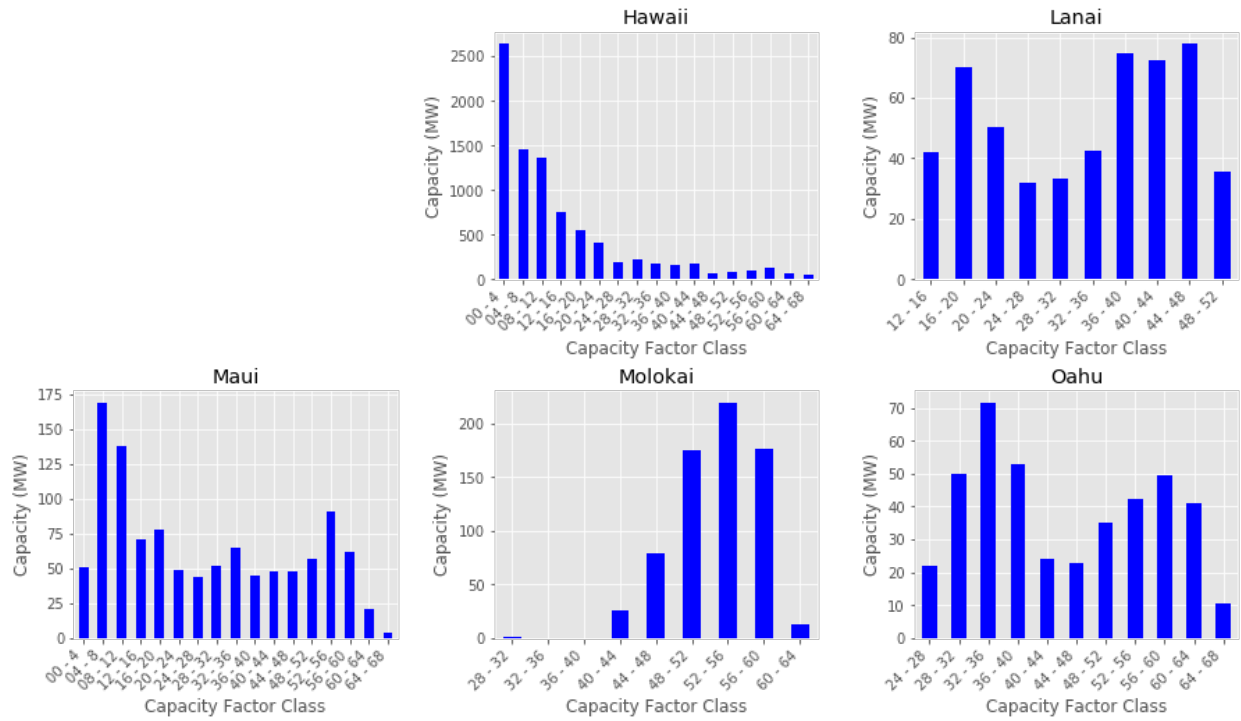 Hawaii
Capacity (MW)
2500
2000
1500
1000
500
0
00 - 4
04 - 8
08 - 12
12 - 16
16 - 20
20 - 24
24 - 28
28 - 32
32 - 36
36 - 40
40 - 44
44 - 48
48 - 52
52 - 56
56 - 60
60 - 64
64 - 68
Capacity Factor Class
Lanai
Capacity (MW)
80
60
40
20
0
12 - 16
16 - 20
20 - 24
24 - 28
28 - 32
32 - 36
36 - 40
40 - 44
44 - 48
48 - 52
Capacity Factor Class
Maui
Capacity (MW)
175
150
125
100
75
50
25
0
00 - 4
04 - 8
08 - 12
12 - 16
16 - 20
20 - 24
24 - 28
28 - 32
32 - 36
36 - 40
40 - 44
44 - 48
48 - 52
52 - 56
56 - 60
60 - 64
64 - 68
Capacity Factor Class
Molokai
Capacity (MW)
200
150
100
50
0
28 - 32
32 - 36
36 - 40
40 - 44
44 - 48
48 - 52
52 - 56
56 - 60
60 - 64
Capacity Factor Class
Oahu
Capacity (MW)
70
60
50
40
30
20
10
0
24 - 28
28 - 32
32 - 36
36 - 40
40 - 44
44 - 48
48 - 52
52 - 56
56 - 60
60 - 64
64 - 68
Capacity Factor Class